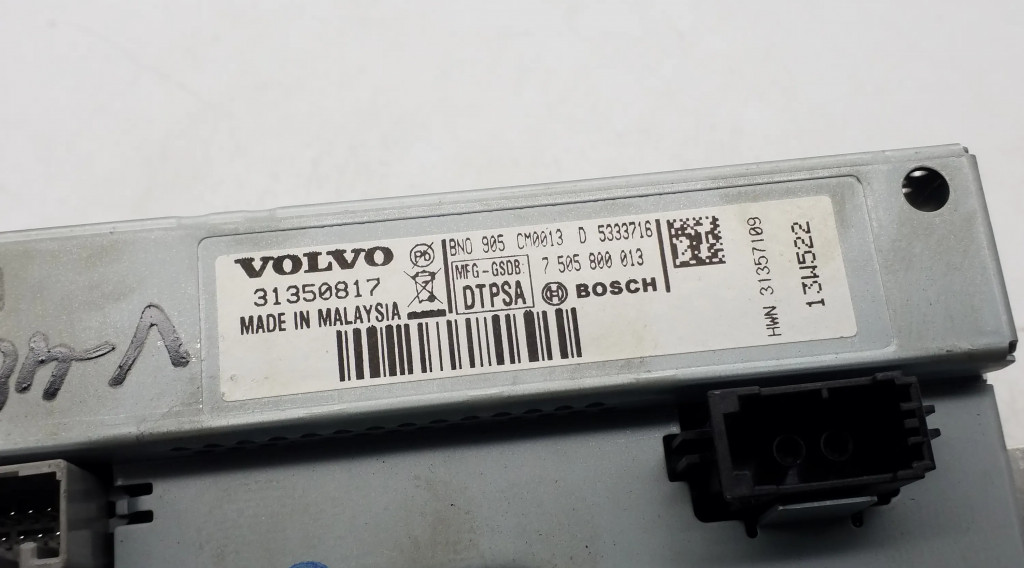 VOLVO
31350817
MADE IN MALAYSIA
Pb
BNO 905 CM0013 D 5333716
MFG-GSDB:
DTPSA
7 505 800 013
BOSCH
HWN 31357109
13W522